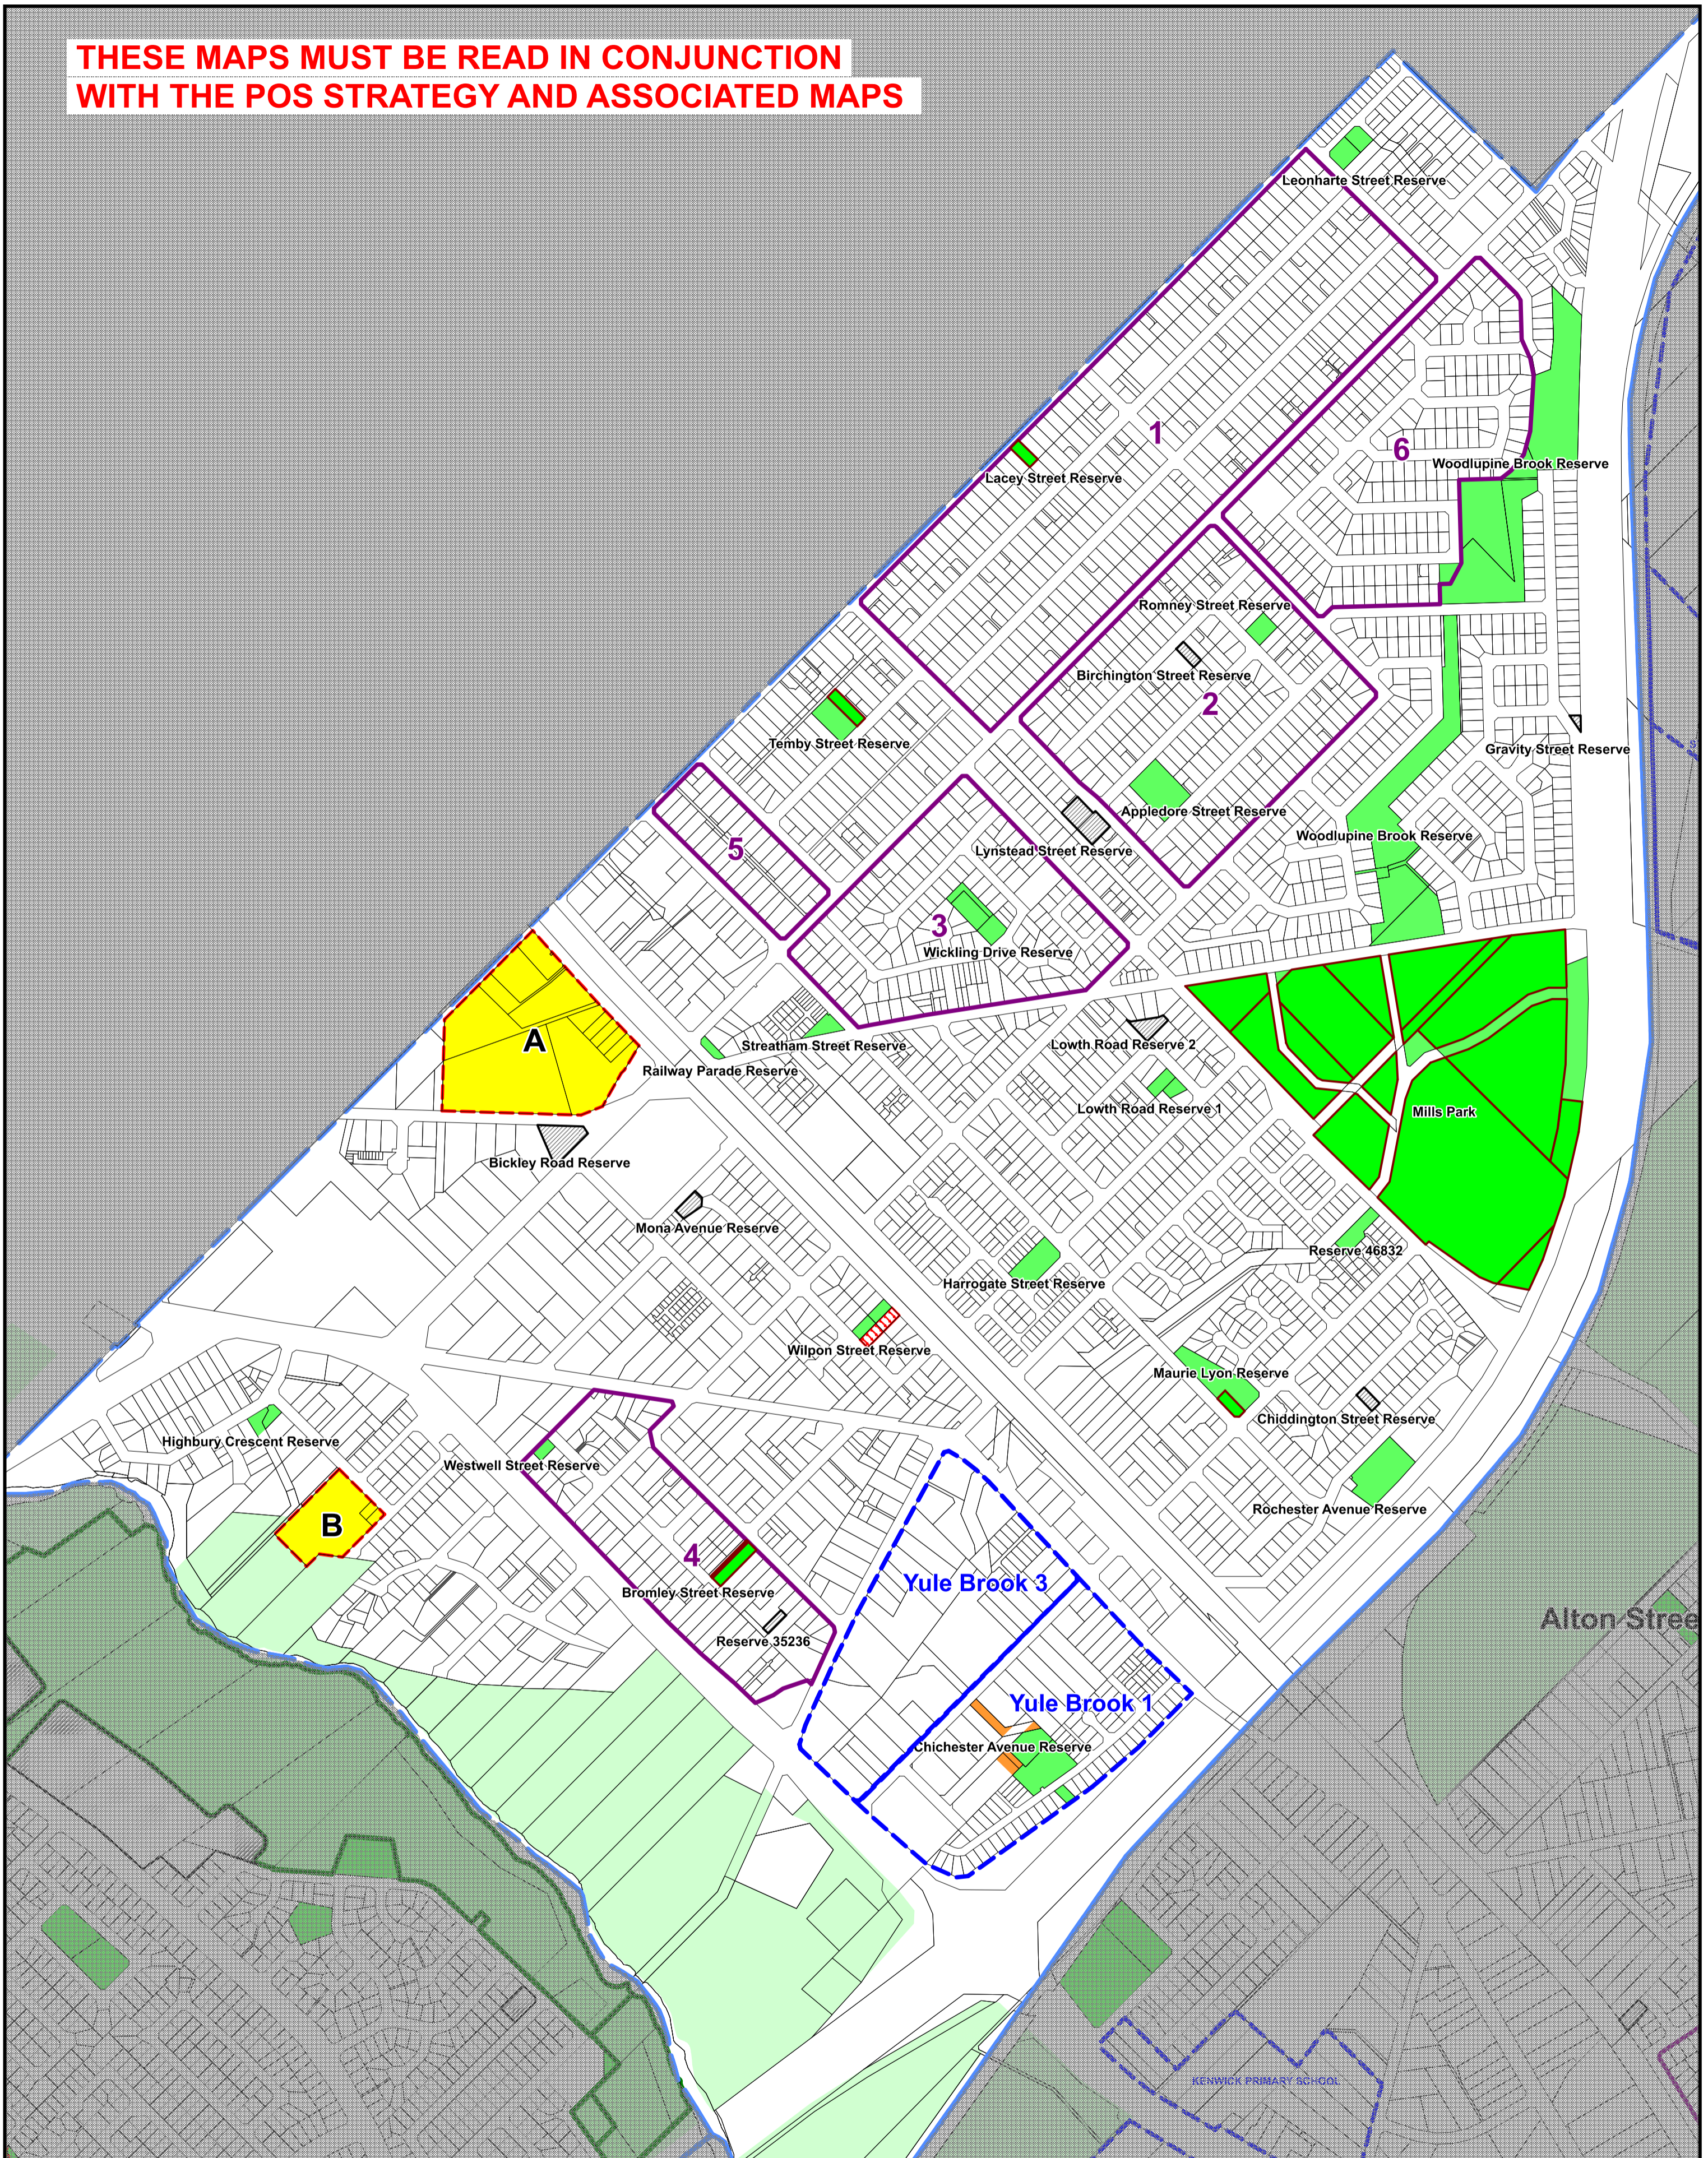 THESE MAPS MUST BE READ IN CONJUNCTION
WITH THE POS STRATEGY AND ASSOCIATED MAPS
Leonharte Street Reserve
1
6
Woodlupine Brook Reserve
Lacey Street Reserve
Romney Street Reserve
Birchington Street Reserve
2
Temby Street Reserve
Gravity Street Reserve
Appledore Street Reserve
Woodlupine Brook Reserve
5
Lynstead Street Reserve
3
Wickling Drive Reserve
A
Streatham Street Reserve
Lowth Road Reserve 2
Railway Parade Reserve
Lowth Road Reserve 1
Mills Park
Bickley Road Reserve
Mona Avenue Reserve
Reserve 46832
Harrogate Street Reserve
Wilpon Street Reserve
Maurie Lyon Reserve
Chiddington Street Reserve
Highbury Crescent Reserve
Westwell Street Reserve
Rochester Avenue Reserve
B
4
Yule Brook 3
Bromley Street Reserve
Alton Stree
Reserve 35236
Yule Brook 1
Chichester Avenue Reserve
KENWICK PRIMARY SCHOOL